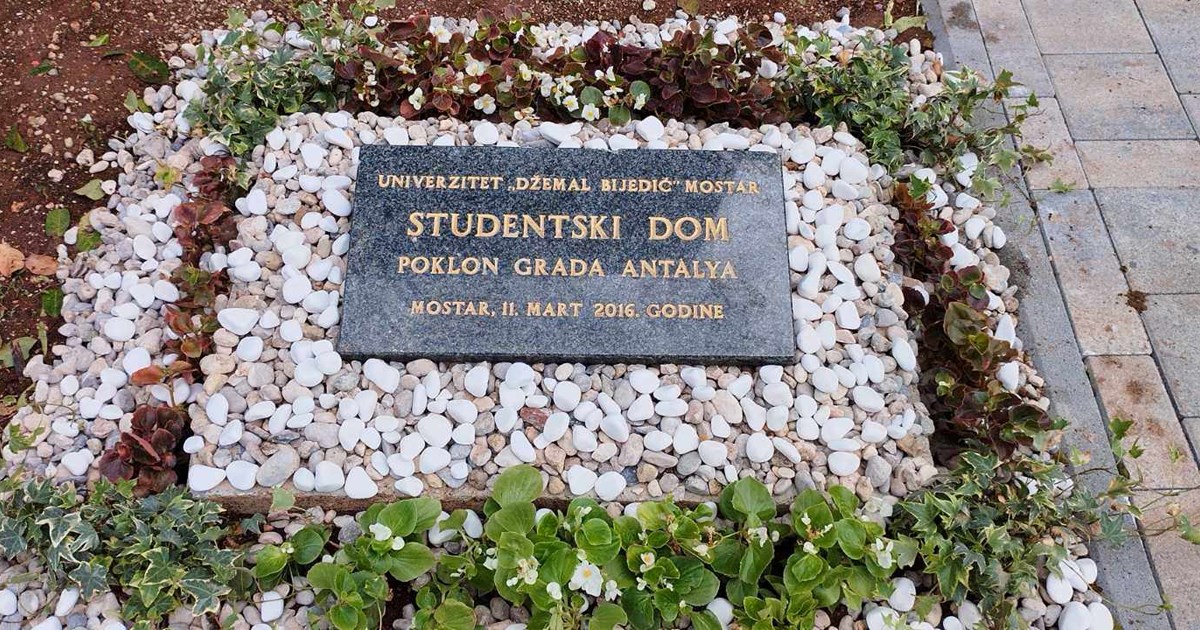 UNIVERZITET „DŽEMAL BIJEDIĆ" MOSTAR
STUDENTSKI DOM
POKLON GRADA ANTALYA
MOSTAR, 11. MART 2016. GODINE